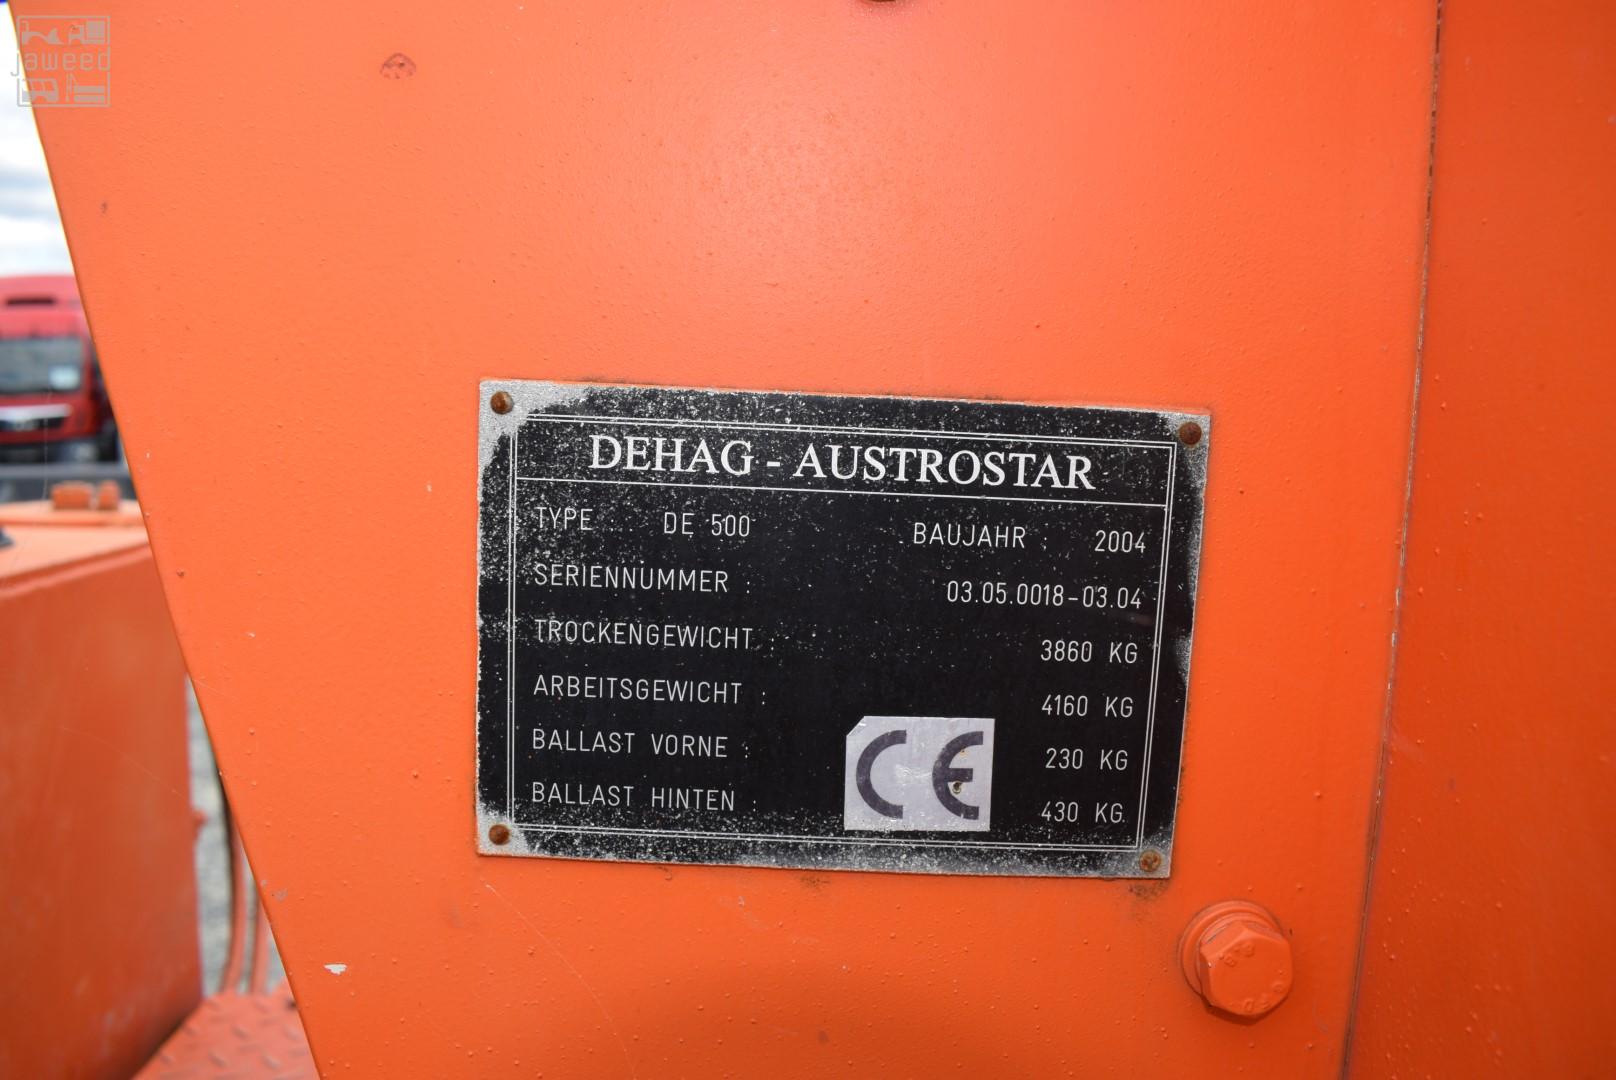 jaweed
DEHAG - AUSTROSTAR
TYPE : DE 500 BAUJAHR : 2004
SERIENNUMMER : 03.05.0018-03.04
TROCKENGEWICHT : 3860 KG
ARBEITSGEWICHT : 4160 KG
BALLAST VORNE : 230 KG
BALLAST HINTEN : 430 KG
CE